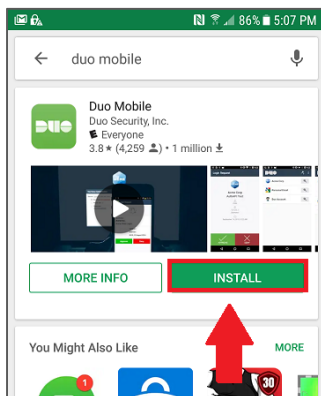 86% 5:07 PM
duo mobile
DUO
Duo Mobile
Duo Security, Inc.
E Everyone
3.8★ (4,259) • 1 million
MORE INFO
INSTALL
You Might Also Like
MORE
1
30